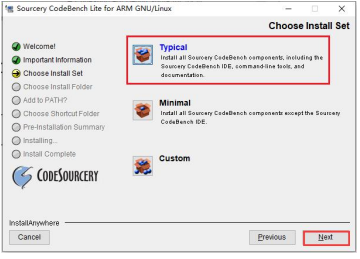 Sourcery CodeBench Lite for ARM GNU/Linux
Choose Install Set
Welcome!
Important Information
Choose Install Set
Choose Install Folder
Add to PATH?
Choose Shortcut Folder
Pre-Installation Summary
Installing...
Install Complete
CODESOURCERY
Typical
Install all Sourcery CodeBench components, including the
Sourcery CodeBench IDE, command-line tools, and
documentation.
Minimal
Install all Sourcery CodeBench components except the Sourcery
CodeBench IDE.
Custom
InstallAnywhere
Cancel
Previous
Next